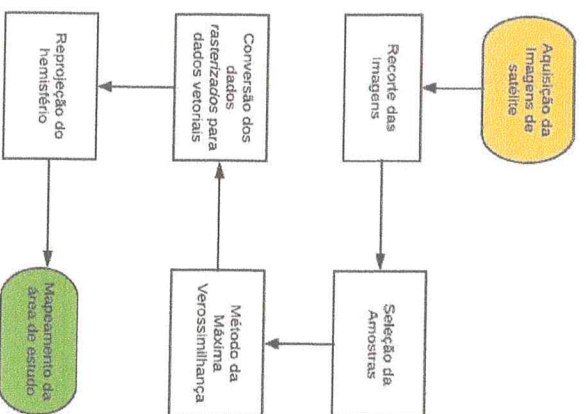 Aquisição da
Imagens de
satélite
Recorte das
Imagens
Seleção da
Amostras
Método da
Máxima
Verossimilhança
Conversão dos
dados
rasterizados para
dados vetoriais
Reprojeção do
hemisfério
Mapeamento da
área de estudo